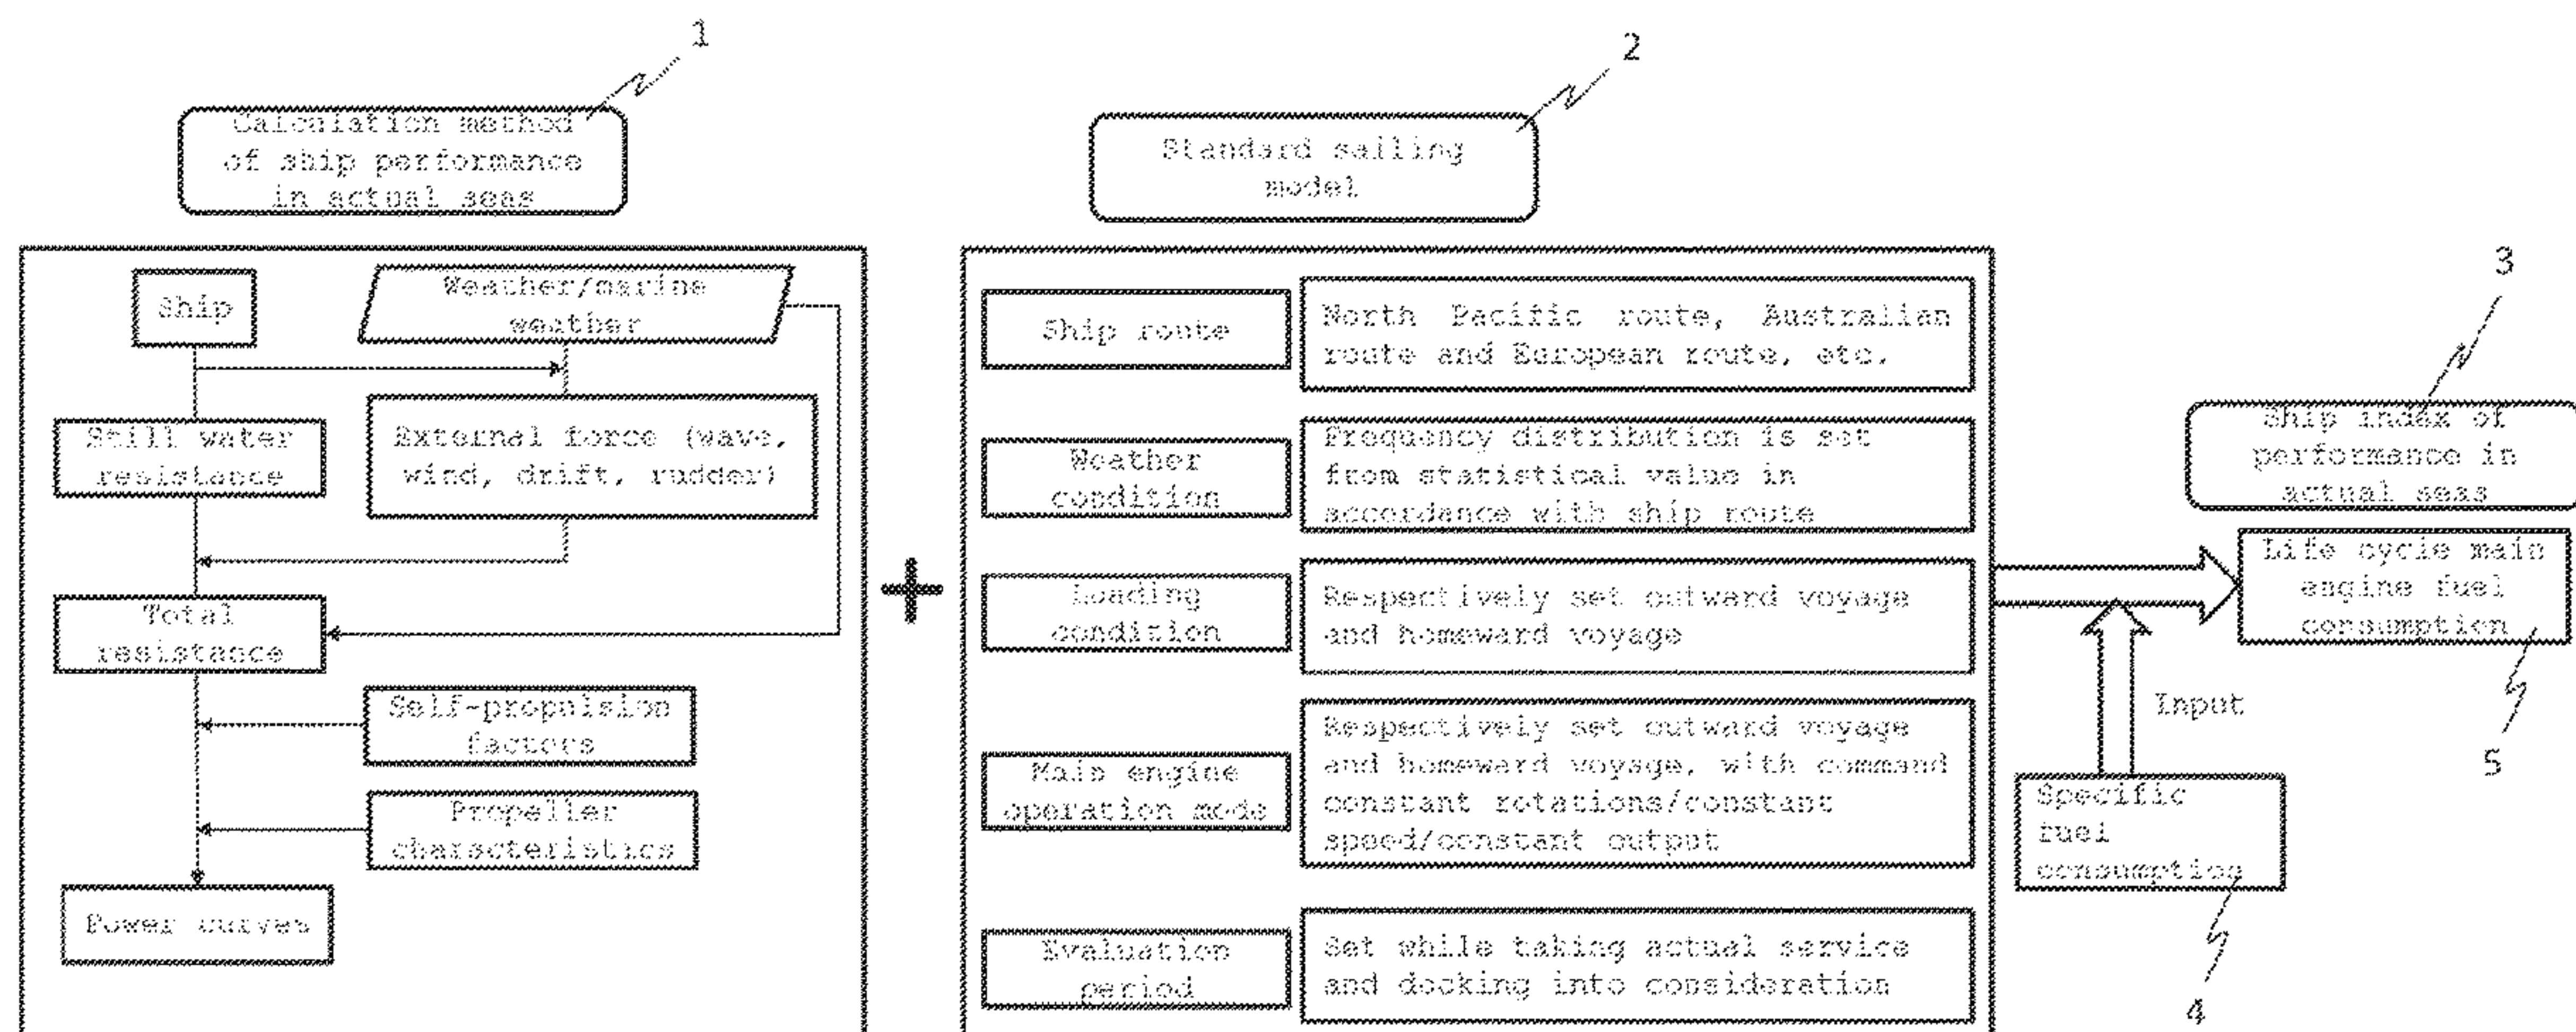 1
Calculation method
of ship performance
in actual seas
Ship
Weather/marine
weather
Still water
resistance
External force (wave,
wind, drift, rudder)
Total
resistance
Self-propulsion
factors
Propeller
characteristics
Power curves
+
2
Standard sailing
model
Ship route
North Pacific route, Australian
route and European route, etc.
Weather
condition
Frequency distribution is set
from statistical value in
accordance with ship route
Loading
condition
Respectively set outward voyage
and homeward voyage
Main engine
operation mode
Respectively set outward voyage
and homeward voyage, with command
constant rotations/constant
speed/constant output
Evaluation
period
Set while taking actual service
and docking into consideration
3
Ship index of
performance in
actual seas
Life cycle main
engine fuel
consumption
5
Input
Specific
fuel
consumption
4